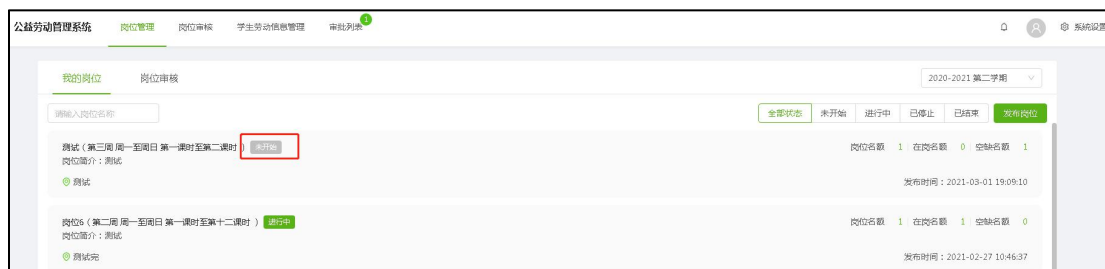 公益劳动管理系统 岗位管理 岗位审核 学生劳动信息管理 审批列表 1 系统设置
我的岗位 岗位审核 2020-2021 第二学期
请输入岗位名称 全部状态 未开始 进行中 已停止 已结束 发布岗位
测试（第三周 周一至周日 第一课时至第二课时 ） 未开始 岗位名额 1 在岗名额 0 空缺名额 1
岗位简介：测试
测试 发布时间：2021-03-01 19:09:10
岗位6（第二周 周一至周日 第一课时至第十二课时 ） 进行中 岗位名额 1 在岗名额 1 空缺名额 0
岗位简介：测试
测试完 发布时间：2021-02-27 10:46:37